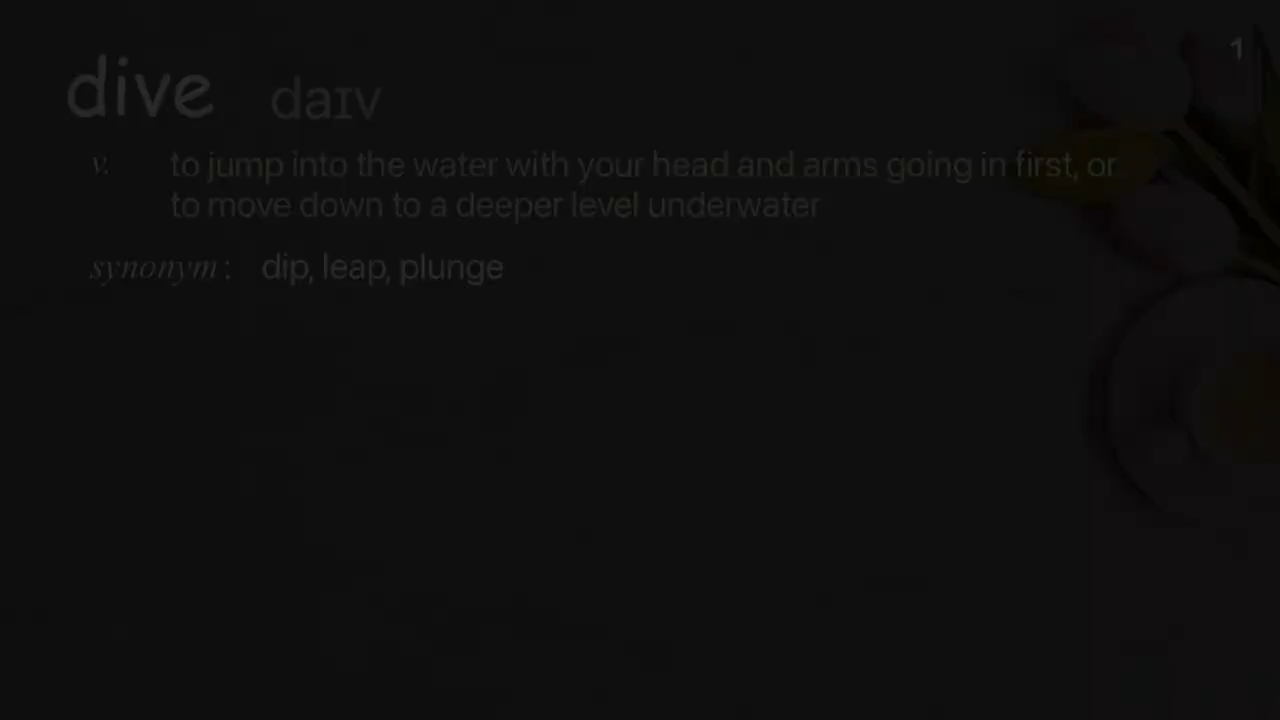 1
dive daɪv
v. to jump into the water with your head and arms going in first, or
to move down to a deeper level underwater
synonym : dip, leap, plunge